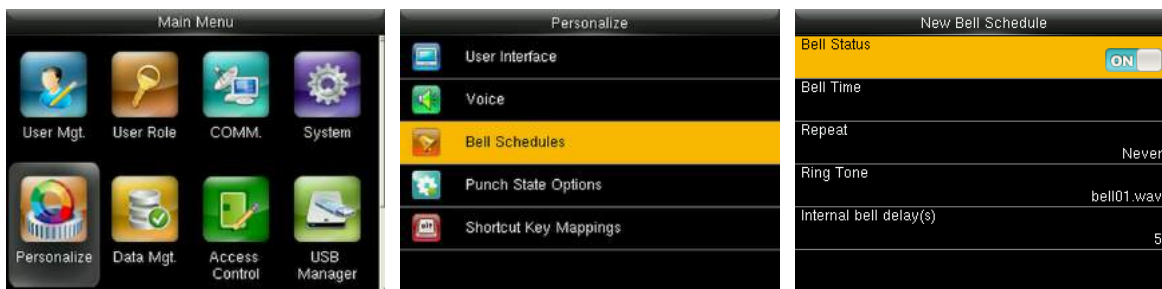 Main Menu
User Mgt.
User Role
COMM.
System
Personalize
Data Mgt.
Access
Control
USB
Manager
Personalize
User Interface
Voice
Bell Schedules
Punch State Options
Shortcut Key Mappings
New Bell Schedule
Bell Status
ON
Bell Time
Repeat
Never
Ring Tone
bell01.wav
Internal bell delay(s)
5